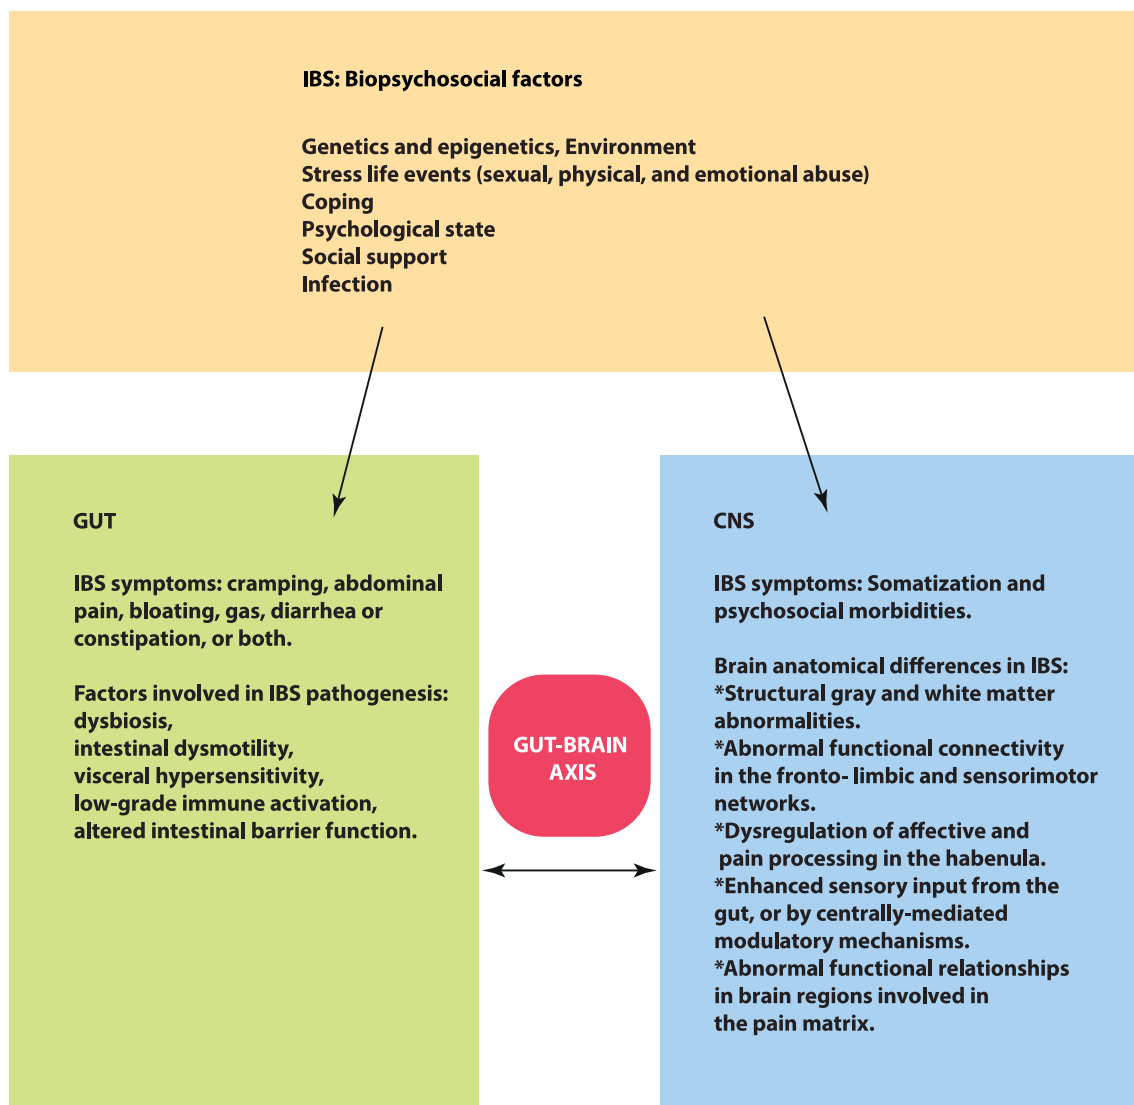 IBS: Biopsychosocial factors
Genetics and epigenetics, Environment
Stress life events (sexual, physical, and emotional abuse)
Coping
Psychological state
Social support
Infection
GUT
IBS symptoms: cramping, abdominal
pain, bloating, gas, diarrhea or
constipation, or both.
Factors involved in IBS pathogenesis:
dysbiosis,
intestinal dysmotility,
visceral hypersensitivity,
low-grade immune activation,
altered intestinal barrier function.
GUT-BRAIN
AXIS
CNS
IBS symptoms: Somatization and
psychosocial morbidities.
Brain anatomical differences in IBS:
*Structural gray and white matter
abnormalities.
*Abnormal functional connectivity
in the fronto- limbic and sensorimotor
networks.
*Dysregulation of affective and
pain processing in the habenula.
*Enhanced sensory input from the
gut, or by centrally-mediated
modulatory mechanisms.
*Abnormal functional relationships
in brain regions involved in
the pain matrix.